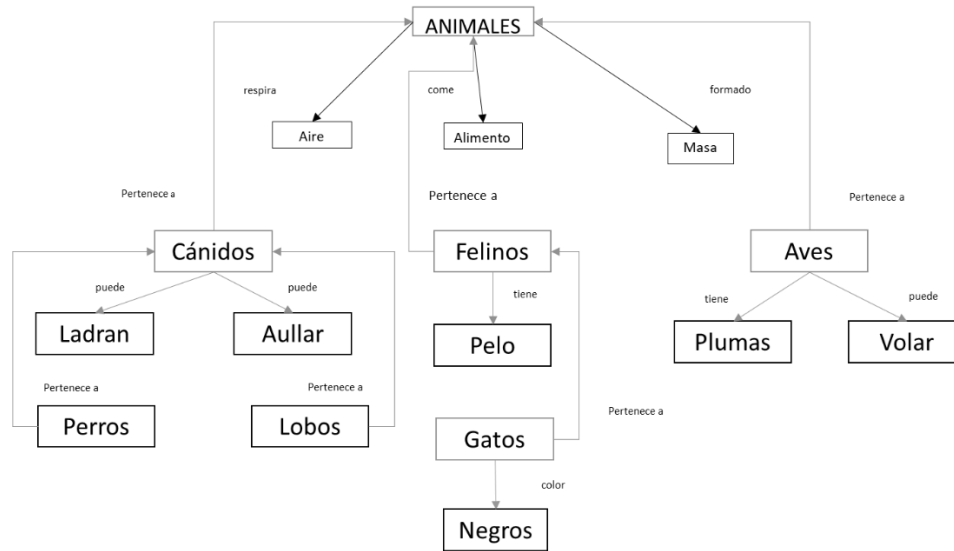 ANIMALES
respira
come
formado
Aire
Alimento
Masa
Pertenece a
Pertenece a
Pertenece a
Cánidos
Felinos
Aves
puede
puede
tiene
tiene
puede
Ladran
Aullar
Pelo
Plumas
Volar
Pertenece a
Pertenece a
Pertenece a
Perros
Lobos
Gatos
color
Negros